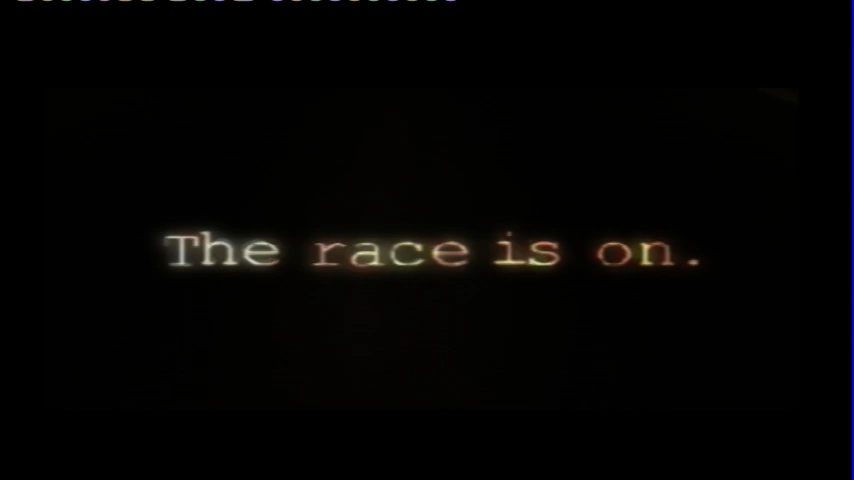 The race is on.